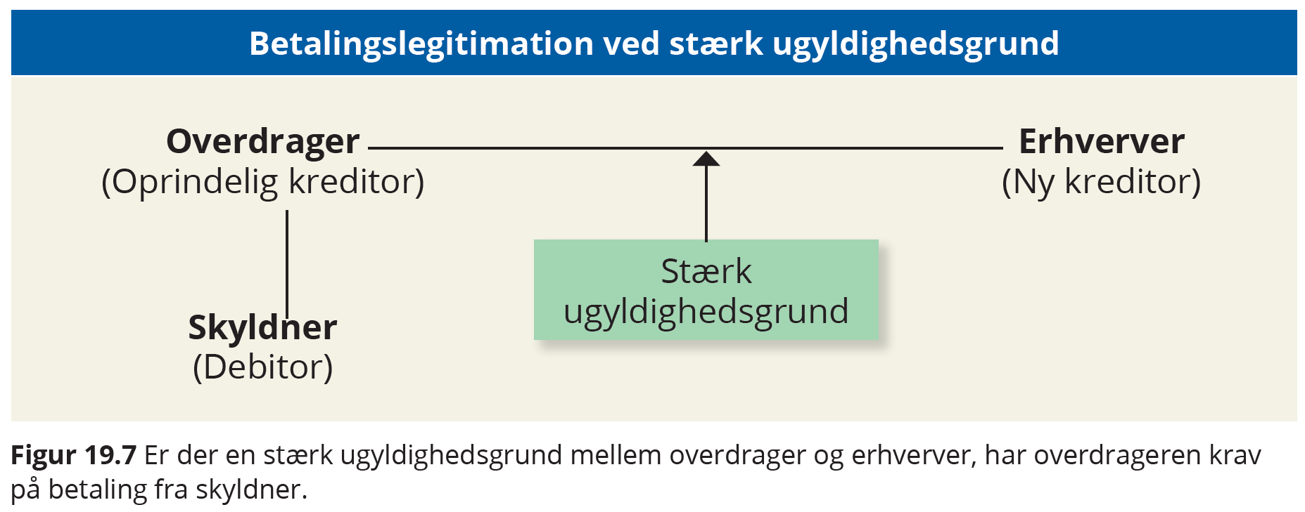 Betalingslegitimation ved stærk ugyldighedsgrund
Overdrager
(Oprindelig kreditor)
Erhverver
(Ny kreditor)
Stærk
ugyldighedsgrund
Skyldner
(Debitor)
Figur 19.7 Er der en stærk ugyldighedsgrund mellem overdrager og erhverver, har overdrageren krav
på betaling fra skyldner.